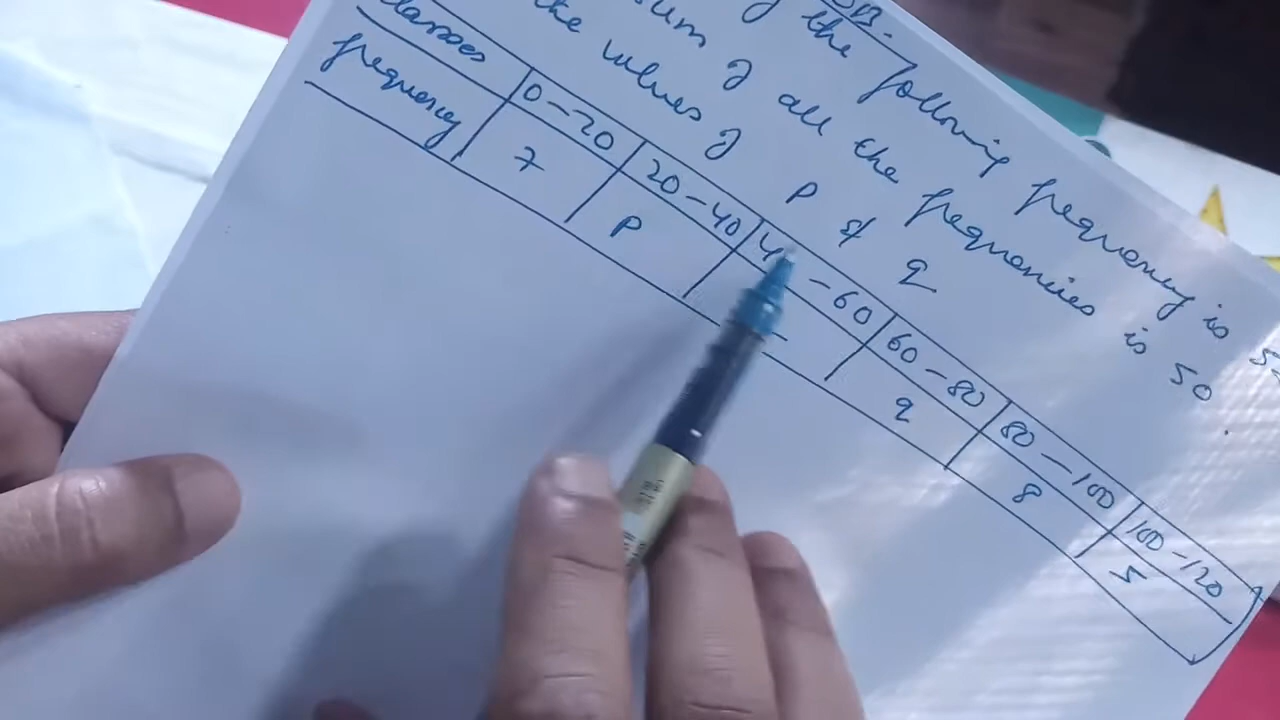 the following frequency is
sum of all the frequencies is 50
the values of P & q
classes 0-20 20-40 -60 60-80 80-100 100-120
frequency 7 P q 8 5